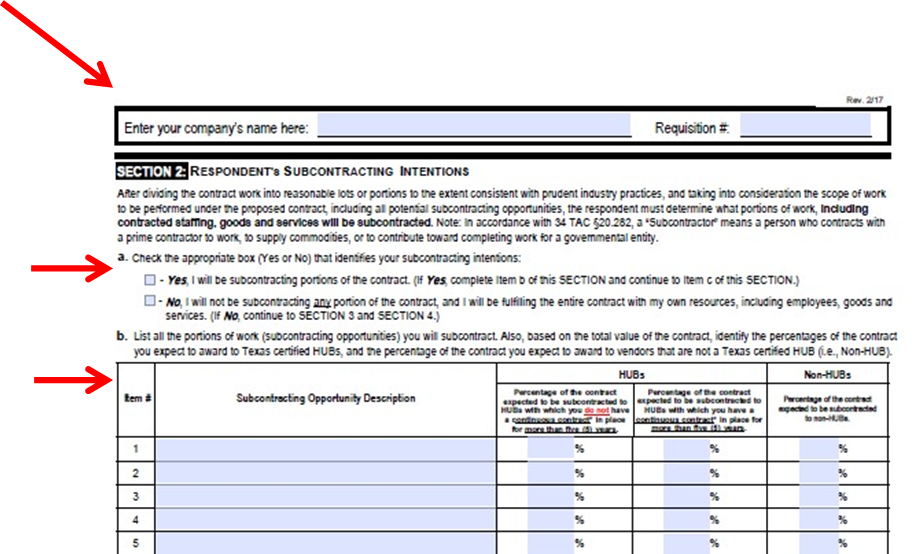 Rev. 2/17
Enter your company's name here: Requisition #:
SECTION 2: RESPONDENT'S SUBCONTRACTING INTENTIONS
After dividing the contract work into reasonable lots or portions to the extent consistent with prudent industry practices, and taking into consideration the scope of work
to be performed under the proposed contract, including all potential subcontracting opportunities, the respondent must determine what portions of work, including
contracted staffing, goods and services will be subcontracted. Note: In accordance with 34 TAC §20.282, a "Subcontractor" means a person who contracts with
a prime contractor to work, to supply commodities, or to contribute toward completing work for a governmental entity.
a. Check the appropriate box (Yes or No) that identifies your subcontracting intentions:
- Yes, I will be subcontracting portions of the contract. (If Yes, complete Item b of this SECTION and continue to Item c of this SECTION.)
- No, I will not be subcontracting any portion of the contract, and I will be fulfilling the entire contract with my own resources, including employees, goods and
services. (If No, continue to SECTION 3 and SECTION 4.)
b. List all the portions of work (subcontracting opportunities) you will subcontract. Also, based on the total value of the contract, identify the percentages of the contract
you expect to award to Texas certified HUBs, and the percentage of the contract you expect to award to vendors that are not a Texas certified HUB (i.e., Non-HUB).
HUBs Non-HUBs
Item # Subcontracting Opportunity Description
Percentage of the contract
expected to be subcontracted to
HUBs with which you do not have
a continuous contract* in place
for more than five (5) years.
Percentage of the contract
expected to be subcontracted to
HUBs with which you have a
continuous contract* in place for
more than five (5) years.
Percentage of the contract
expected to be subcontracted
to non-HUBs.
1 % % %
2 % % %
3 % % %
4 % % %
5 % % %